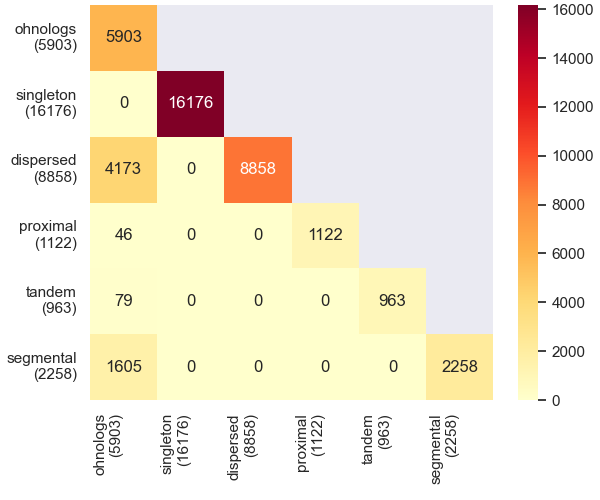 ohnologs
(5903)
5903
singleton
(16176)
0 16176
dispersed
(8858)
4173 0 8858
proximal
(1122)
46 0 0 1122
tandem
(963)
79 0 0 0 963
segmental
(2258)
1605 0 0 0 0 2258
ohnologs
(5903)
singleton
(16176)
dispersed
(8858)
proximal
(1122)
tandem
(963)
segmental
(2258)
16000
14000
12000
10000
8000
6000
4000
2000
0